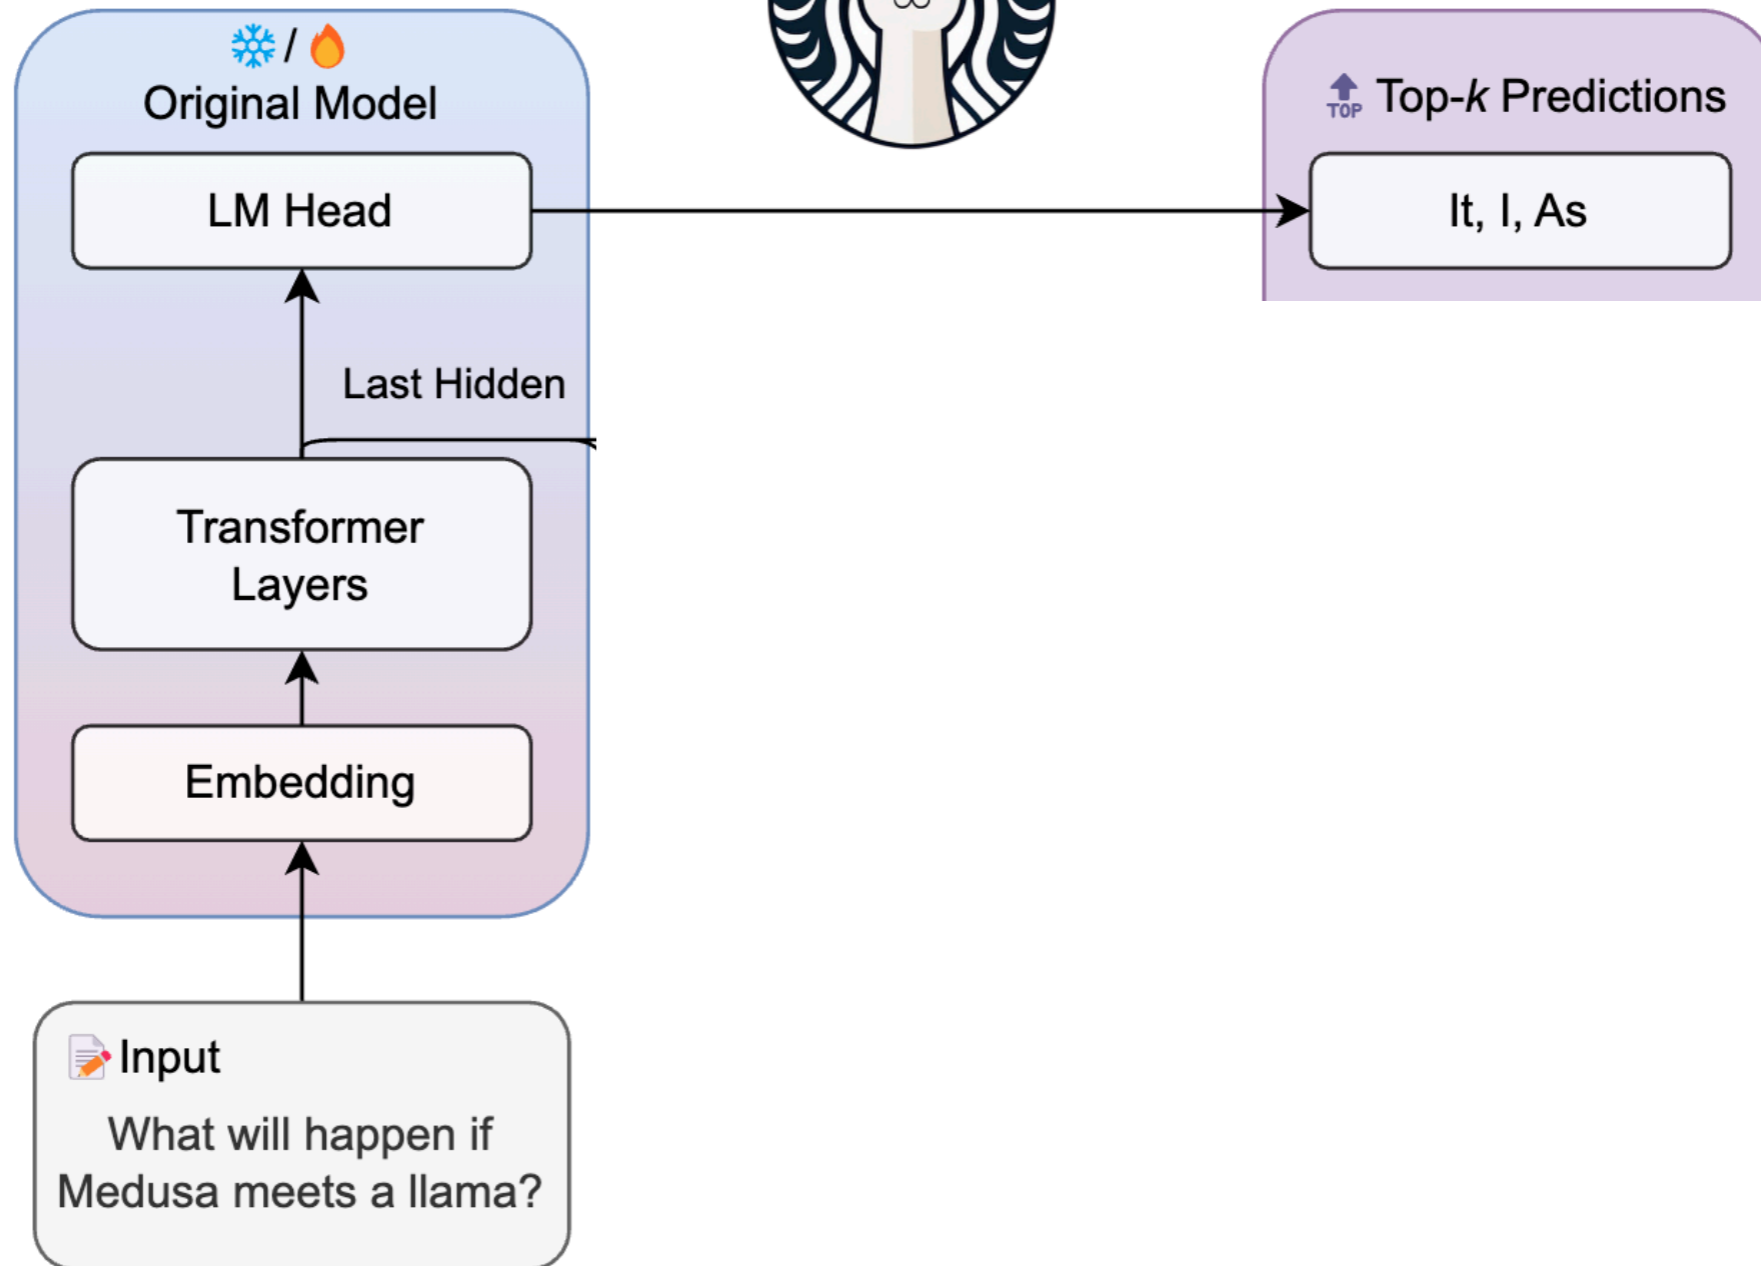 Original Model
LM Head
Last Hidden
Transformer
Layers
Embedding
Input
What will happen if
Medusa meets a llama?
TOP
Top-k Predictions
It, I, As